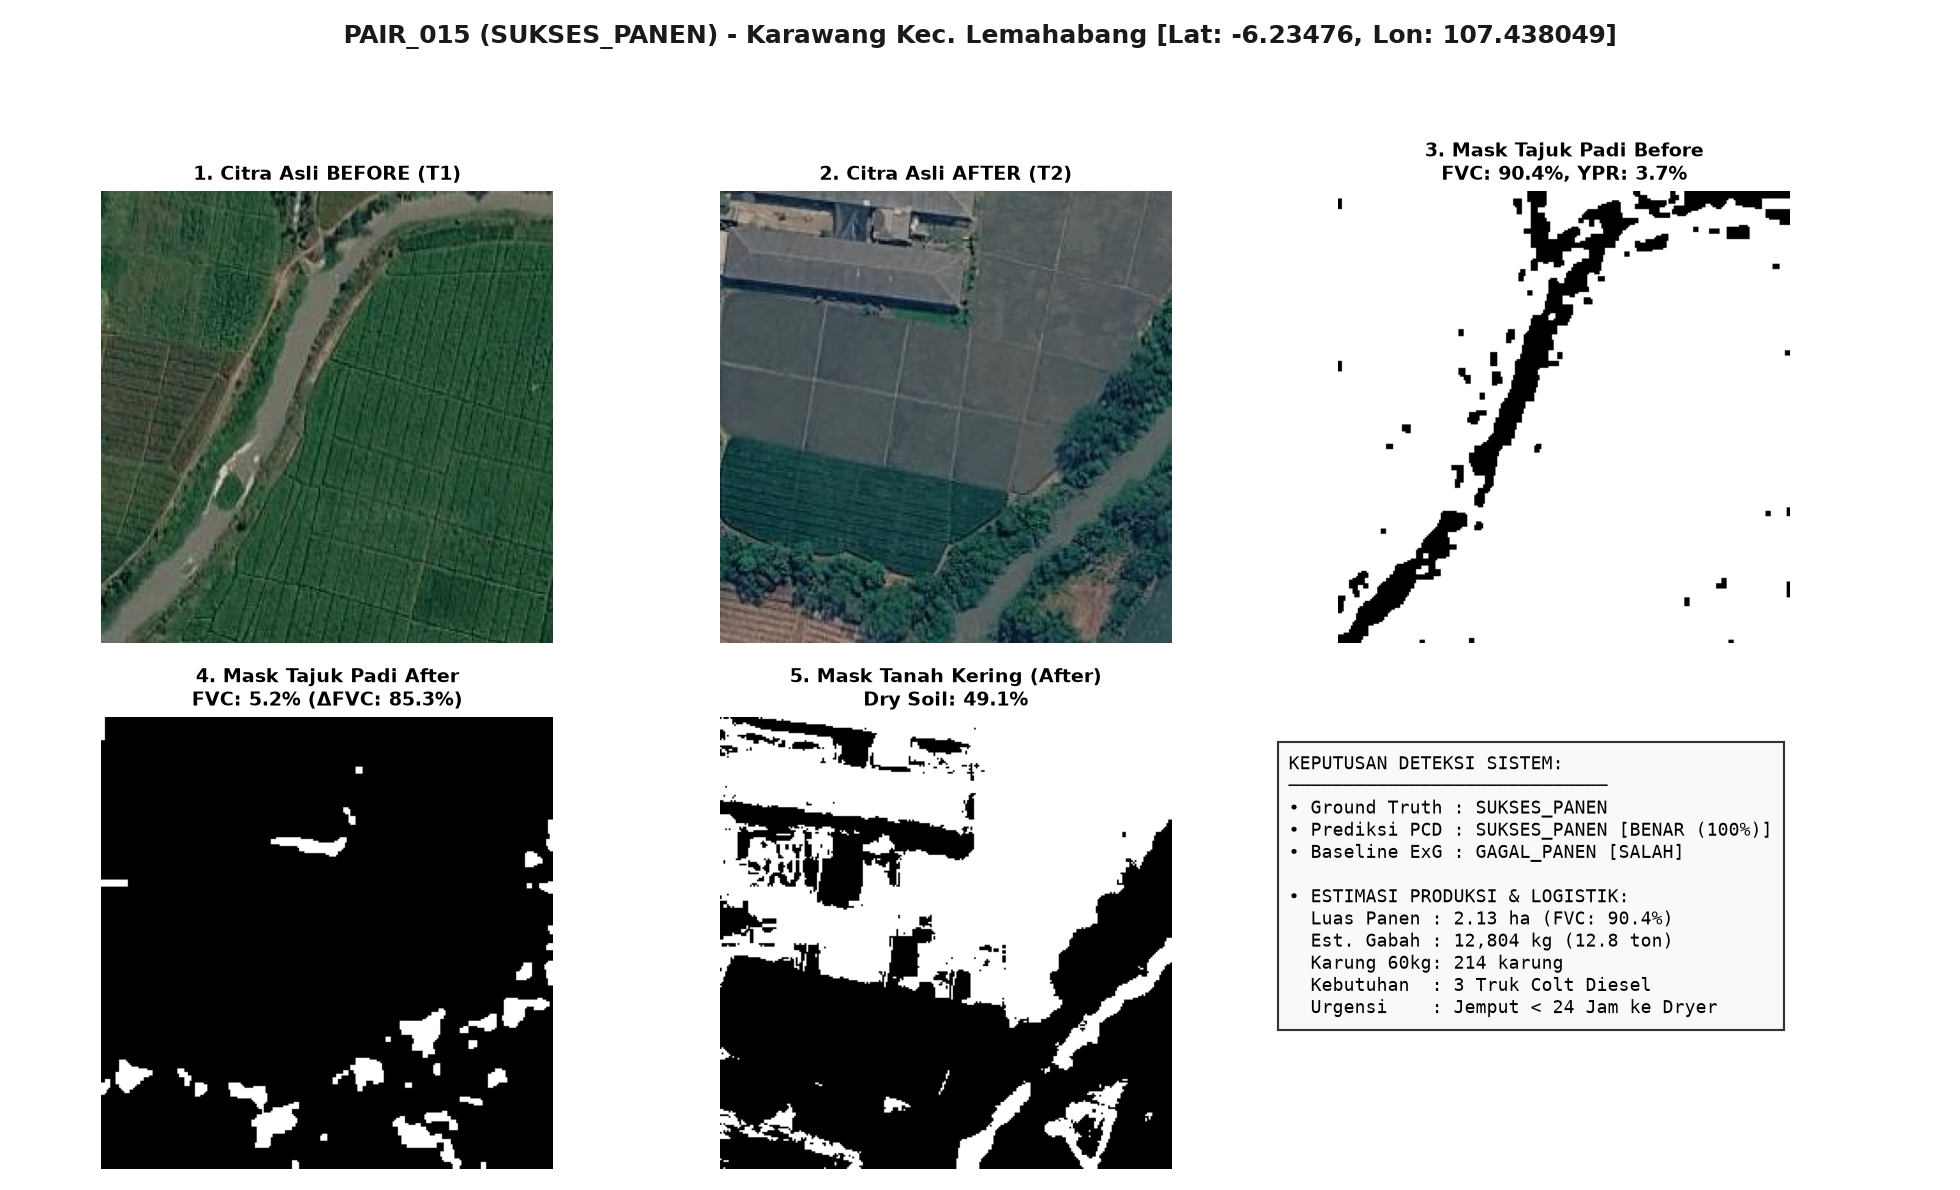 PAIR_015 (SUKSES_PANEN) - Karawang Kec. Lemahabang [Lat: -6.23476, Lon: 107.438049]
1. Citra Asli BEFORE (T1)
2. Citra Asli AFTER (T2)
3. Mask Tajuk Padi Before
FVC: 90.4%, YPR: 3.7%
4. Mask Tajuk Padi After
FVC: 5.2% (ΔFVC: 85.3%)
5. Mask Tanah Kering (After)
Dry Soil: 49.1%
KEPUTUSAN DETEKSI SISTEM:
• Ground Truth : SUKSES_PANEN
• Prediksi PCD : SUKSES_PANEN [BENAR (100%)]
• Baseline ExG : GAGAL_PANEN [SALAH]
• ESTIMASI PRODUKSI & LOGISTIK:
Luas Panen : 2.13 ha (FVC: 90.4%)
Est. Gabah : 12,804 kg (12.8 ton)
Karung 60kg: 214 karung
Kebutuhan  : 3 Truk Colt Diesel
Urgensi    : Jemput < 24 Jam ke Dryer